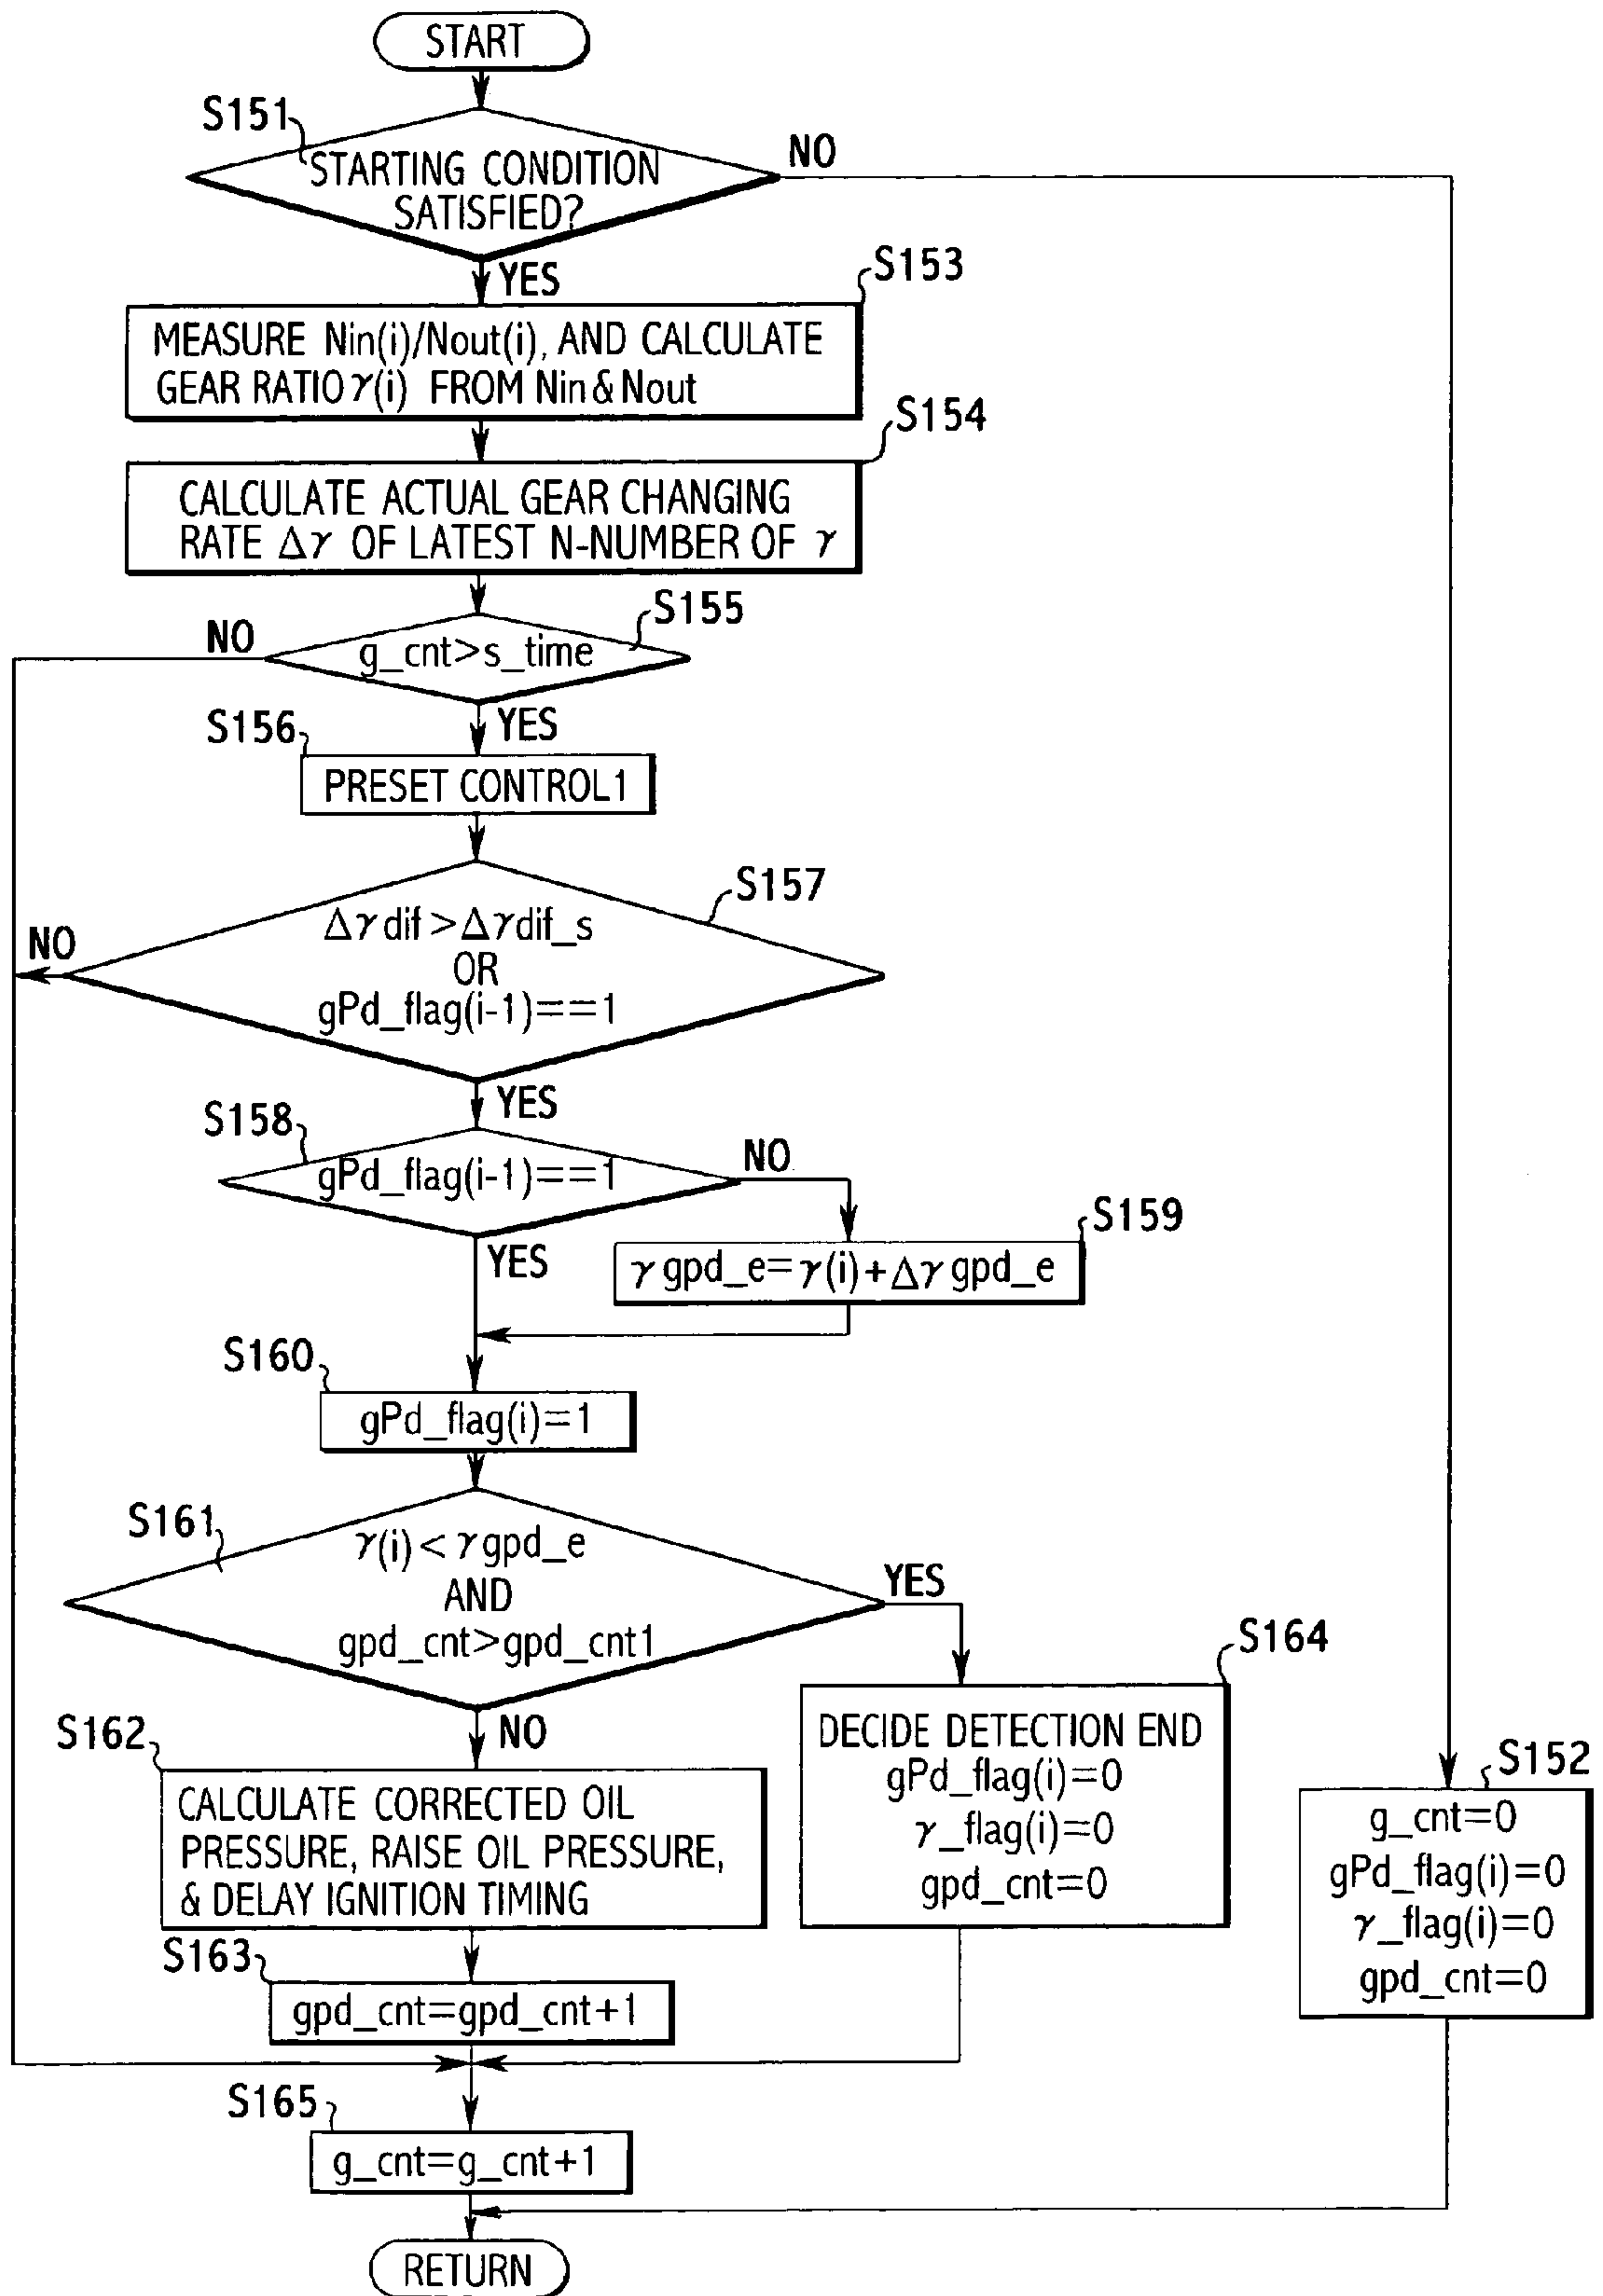 START
S151
STARTING CONDITION
SATISFIED?
NO
YES
S153
MEASURE Nin(i)/Nout(i), AND CALCULATE
GEAR RATIO γ(i) FROM Nin & Nout
S154
CALCULATE ACTUAL GEAR CHANGING
RATE Δγ OF LATEST N-NUMBER OF γ
S155
NO
g_cnt>s_time
YES
S156
PRESET CONTROL1
S157
NO
Δγdif>Δγdif_s
OR
gPd_flag(i-1)==1
YES
S158
gPd_flag(i-1)==1
NO
YES
S159
γgpd_e=γ(i)+Δγgpd_e
S160
gPd_flag(i)=1
S161
γ(i)<γgpd_e
AND
gpd_cnt>gpd_cnt1
YES
NO
S164
DECIDE DETECTION END
gPd_flag(i)=0
γ_flag(i)=0
gpd_cnt=0
S162
CALCULATE CORRECTED OIL
PRESSURE, RAISE OIL PRESSURE,
& DELAY IGNITION TIMING
S152
g_cnt=0
gPd_flag(i)=0
γ_flag(i)=0
gpd_cnt=0
S163
gpd_cnt=gpd_cnt+1
S165
g_cnt=g_cnt+1
RETURN